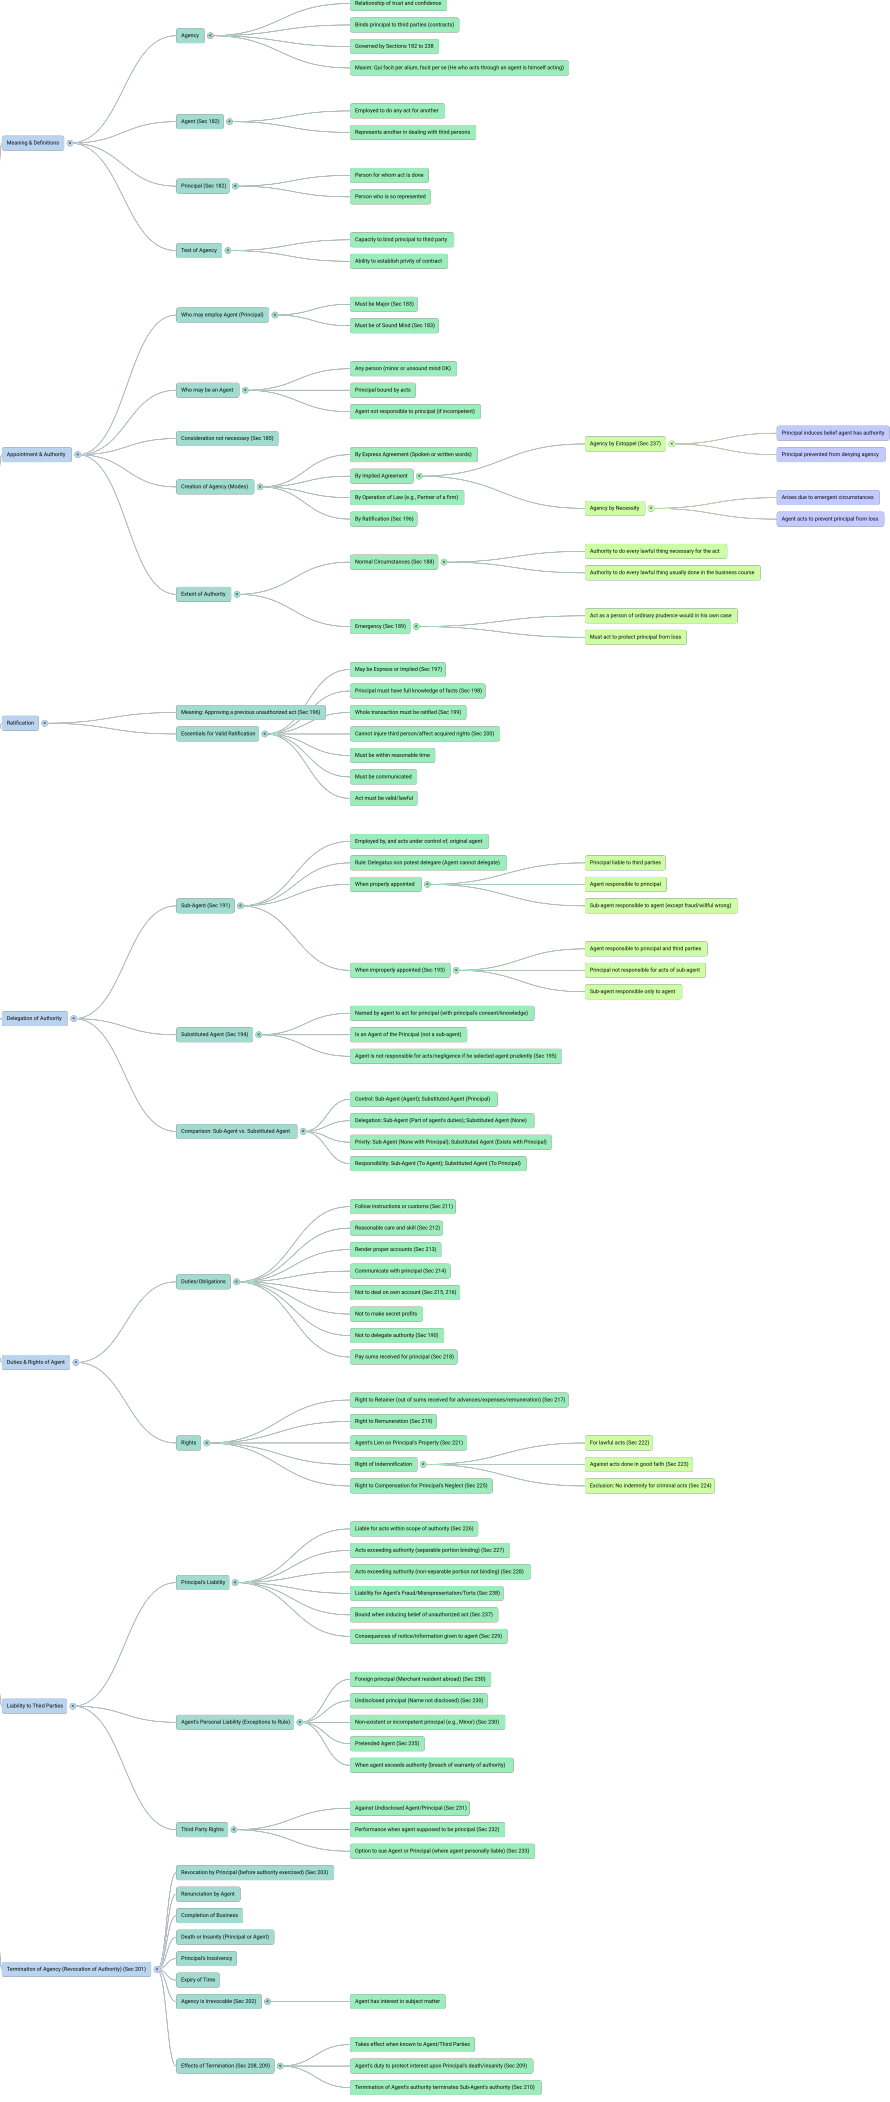 Relationship of trust and confidence
Agency
Binds principal to third parties (contracts)
Governed by Sections 182 to 238
Maxim: Qui facit per alium, facit per se (He who acts through an agent is himself acting)
Meaning & Definitions
Agent (Sec 182)
Employed to do any act for another
Represents another in dealing with third persons
Principal (Sec 182)
Person for whom act is done
Person who is so represented
Test of Agency
Capacity to bind principal to third party
Ability to establish privity of contract
Appointment & Authority
Who may employ Agent (Principal)
Must be Major (Sec 183)
Must be of Sound Mind (Sec 183)
Who may be an Agent
Any person (minor or unsound mind OK)
Principal bound by acts
Agent not responsible to principal (if incompetent)
Consideration not necessary (Sec 185)
Creation of Agency (Modes)
By Express Agreement (Spoken or written words)
By Implied Agreement
Agency by Estoppel (Sec 237)
Principal induces belief agent has authority
Principal prevented from denying agency
Agency by Necessity
Arises due to emergent circumstances
Agent acts to prevent principal from loss
By Operation of Law (e.g., Partner of a firm)
By Ratification (Sec 196)
Extent of Authority
Normal Circumstances (Sec 188)
Authority to do every lawful thing necessary for the act
Authority to do every lawful thing usually done in the business course
Emergency (Sec 189)
Act as a person of ordinary prudence would in his own case
Must act to protect principal from loss
Ratification
Meaning: Approving a previous unauthorized act (Sec 196)
Essentials for Valid Ratification
May be Express or Implied (Sec 197)
Principal must have full knowledge of facts (Sec 198)
Whole transaction must be ratified (Sec 199)
Cannot injure third person/affect acquired rights (Sec 200)
Must be within reasonable time
Must be communicated
Act must be valid/lawful
Delegation of Authority
Sub-Agent (Sec 191)
Employed by, and acts under control of, original agent
Rule: Delegatus non potest delegare (Agent cannot delegate)
When properly appointed
Principal liable to third parties
Agent responsible to principal
Sub-agent responsible to agent (except fraud/willful wrong)
When improperly appointed (Sec 193)
Agent responsible to principal and third parties
Principal not responsible for acts of sub-agent
Sub-agent responsible only to agent
Substituted Agent (Sec 194)
Named by agent to act for principal (with principal's consent/knowledge)
Is an Agent of the Principal (not a sub-agent)
Agent is not responsible for acts/negligence if he selected agent prudently (Sec 195)
Comparison: Sub-Agent vs. Substituted Agent
Control: Sub-Agent (Agent); Substituted Agent (Principal)
Delegation: Sub-Agent (Part of agent's duties); Substituted Agent (None)
Privity: Sub-Agent (None with Principal); Substituted Agent (Exists with Principal)
Responsibility: Sub-Agent (To Agent); Substituted Agent (To Principal)
Duties & Rights of Agent
Duties/Obligations
Follow instructions or customs (Sec 211)
Reasonable care and skill (Sec 212)
Render proper accounts (Sec 213)
Communicate with principal (Sec 214)
Not to deal on own account (Sec 215, 216)
Not to make secret profits
Not to delegate authority (Sec 190)
Pay sums received for principal (Sec 218)
Rights
Right to Retainer (out of sums received for advances/expenses/remuneration) (Sec 217)
Right to Remuneration (Sec 219)
Agent's Lien on Principal's Property (Sec 221)
Right of Indemnification
For lawful acts (Sec 222)
Against acts done in good faith (Sec 223)
Exclusion: No indemnity for criminal acts (Sec 224)
Right to Compensation for Principal's Neglect (Sec 225)
Liability to Third Parties
Principal's Liability
Liable for acts within scope of authority (Sec 226)
Acts exceeding authority (separable portion binding) (Sec 227)
Acts exceeding authority (non-separable portion not binding) (Sec 228)
Liability for Agent's Fraud/Misrepresentation/Torts (Sec 238)
Bound when inducing belief of unauthorized act (Sec 237)
Consequences of notice/information given to agent (Sec 229)
Agent's Personal Liability (Exceptions to Rule)
Foreign principal (Merchant resident abroad) (Sec 230)
Undisclosed principal (Name not disclosed) (Sec 230)
Non-existent or incompetent principal (e.g., Minor) (Sec 230)
Pretended Agent (Sec 235)
When agent exceeds authority (breach of warranty of authority)
Third Party Rights
Against Undisclosed Agent/Principal (Sec 231)
Performance when agent supposed to be principal (Sec 232)
Option to sue Agent or Principal (where agent personally liable) (Sec 233)
Termination of Agency (Revocation of Authority) (Sec 201)
Revocation by Principal (before authority exercised) (Sec 203)
Renunciation by Agent
Completion of Business
Death or Insanity (Principal or Agent)
Principal's Insolvency
Expiry of Time
Agency is Irrevocable (Sec 202)
Agent has interest in subject matter
Effects of Termination (Sec 208, 209)
Takes effect when known to Agent/Third Parties
Agent's duty to protect interest upon Principal's death/insanity (Sec 209)
Termination of Agent's authority terminates Sub-Agent's authority (Sec 210)